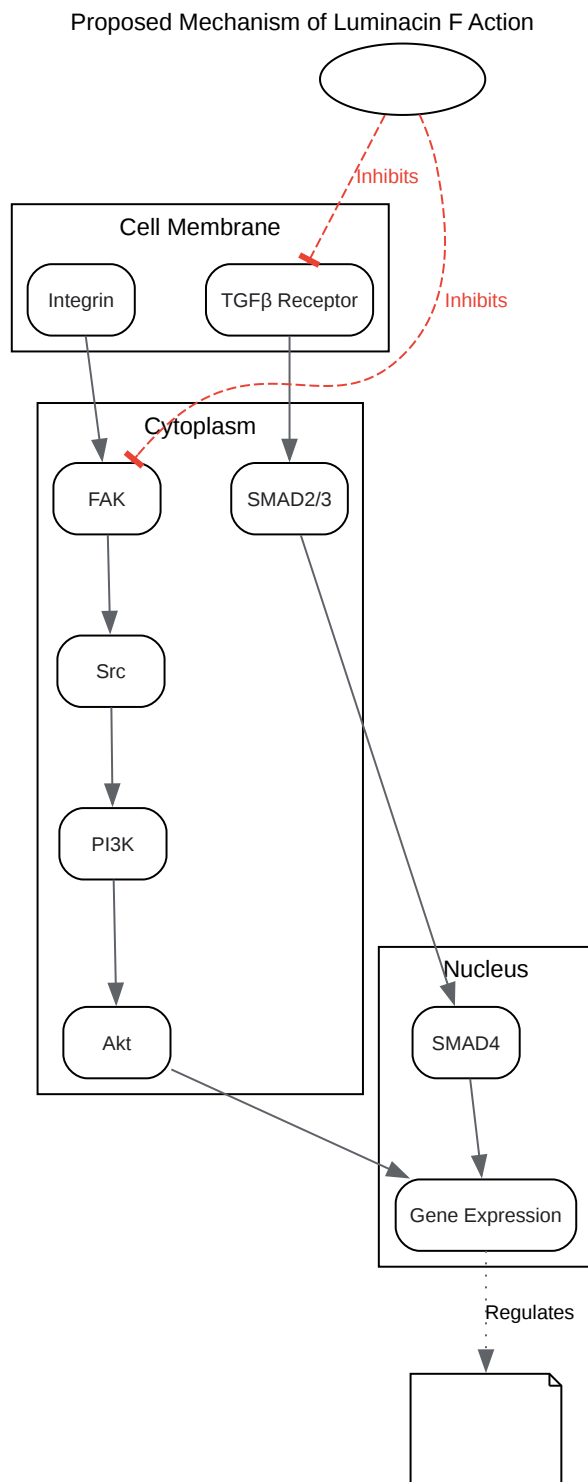 Proposed Mechanism of Luminacin F Action
Inhibits
Cell Membrane
Integrin
TGFβ Receptor
Inhibits
Cytoplasm
FAK
SMAD2/3
Src
PI3K
Nucleus
Akt
SMAD4
Gene Expression
Regulates